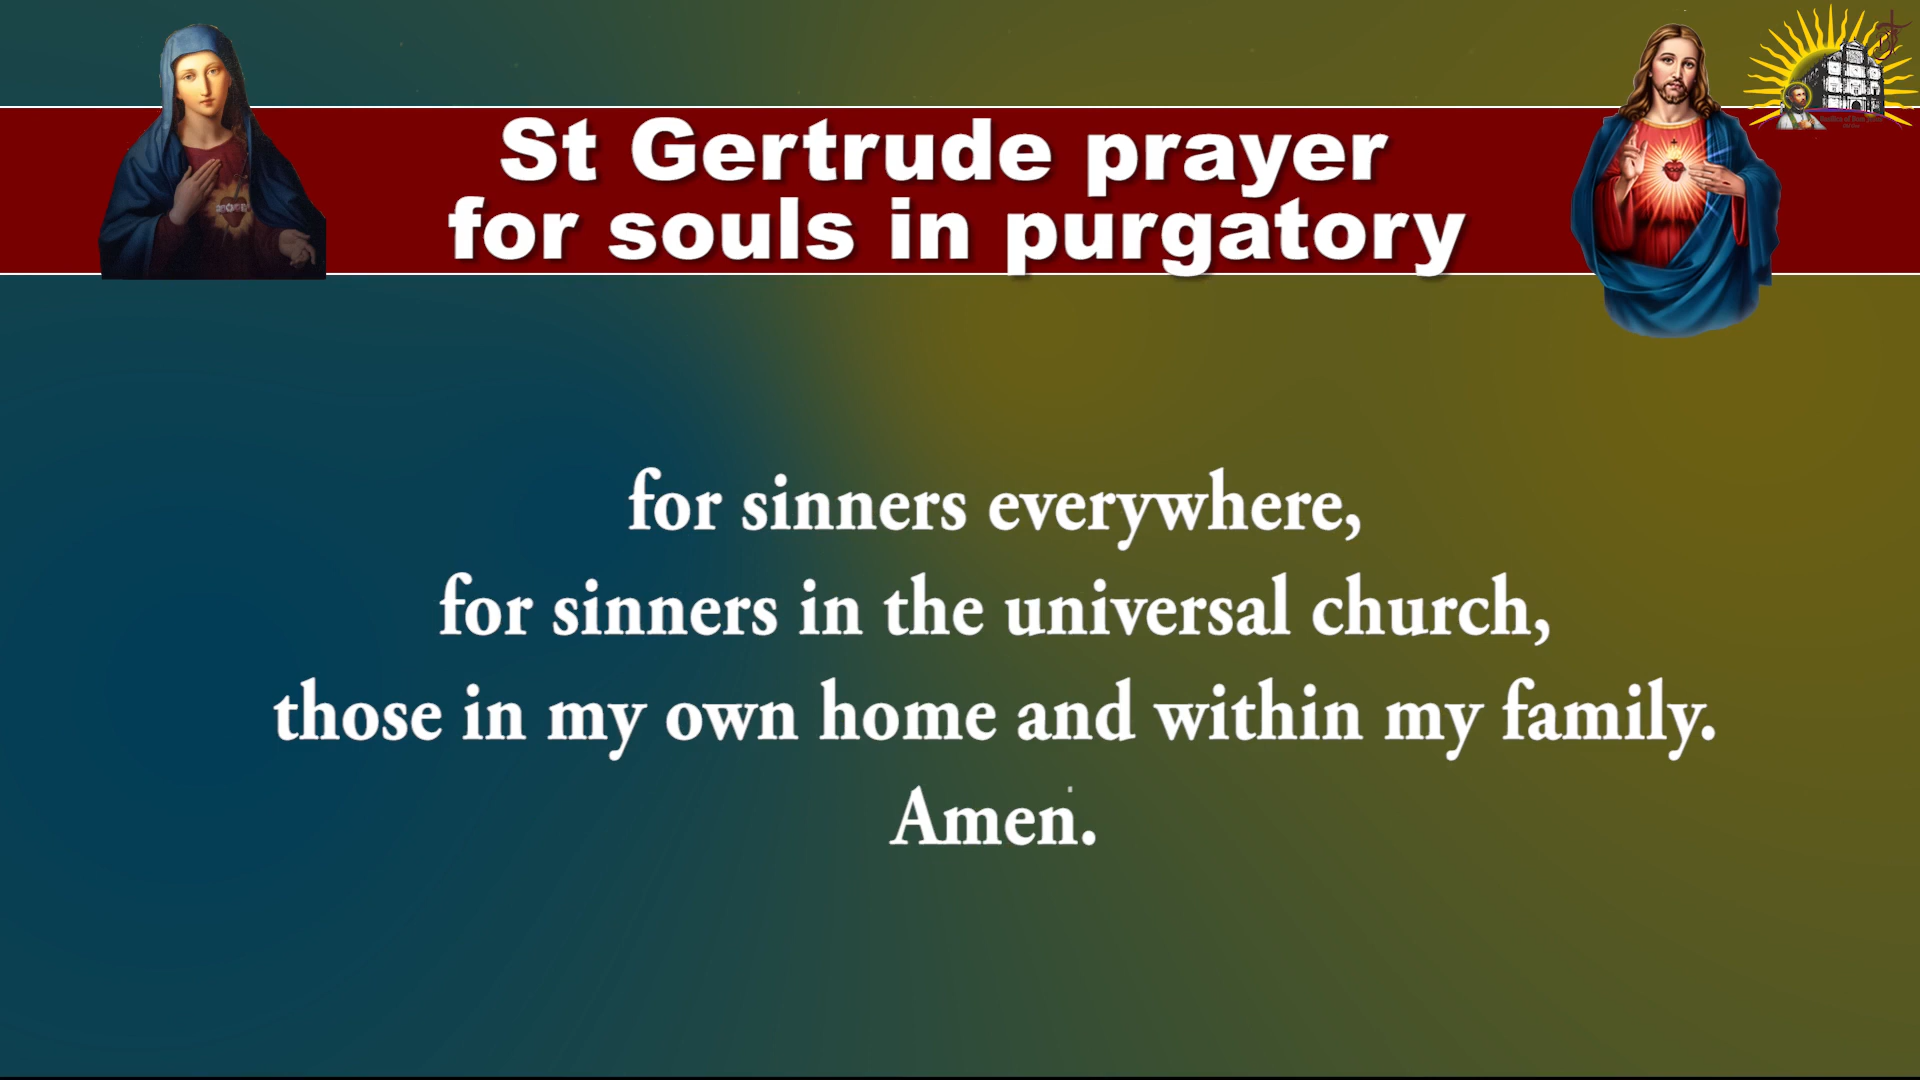 St Gertrude prayer
for souls in purgatory
for sinners everywhere,
for sinners in the universal church,
those in my own home and within my family.
Amen.